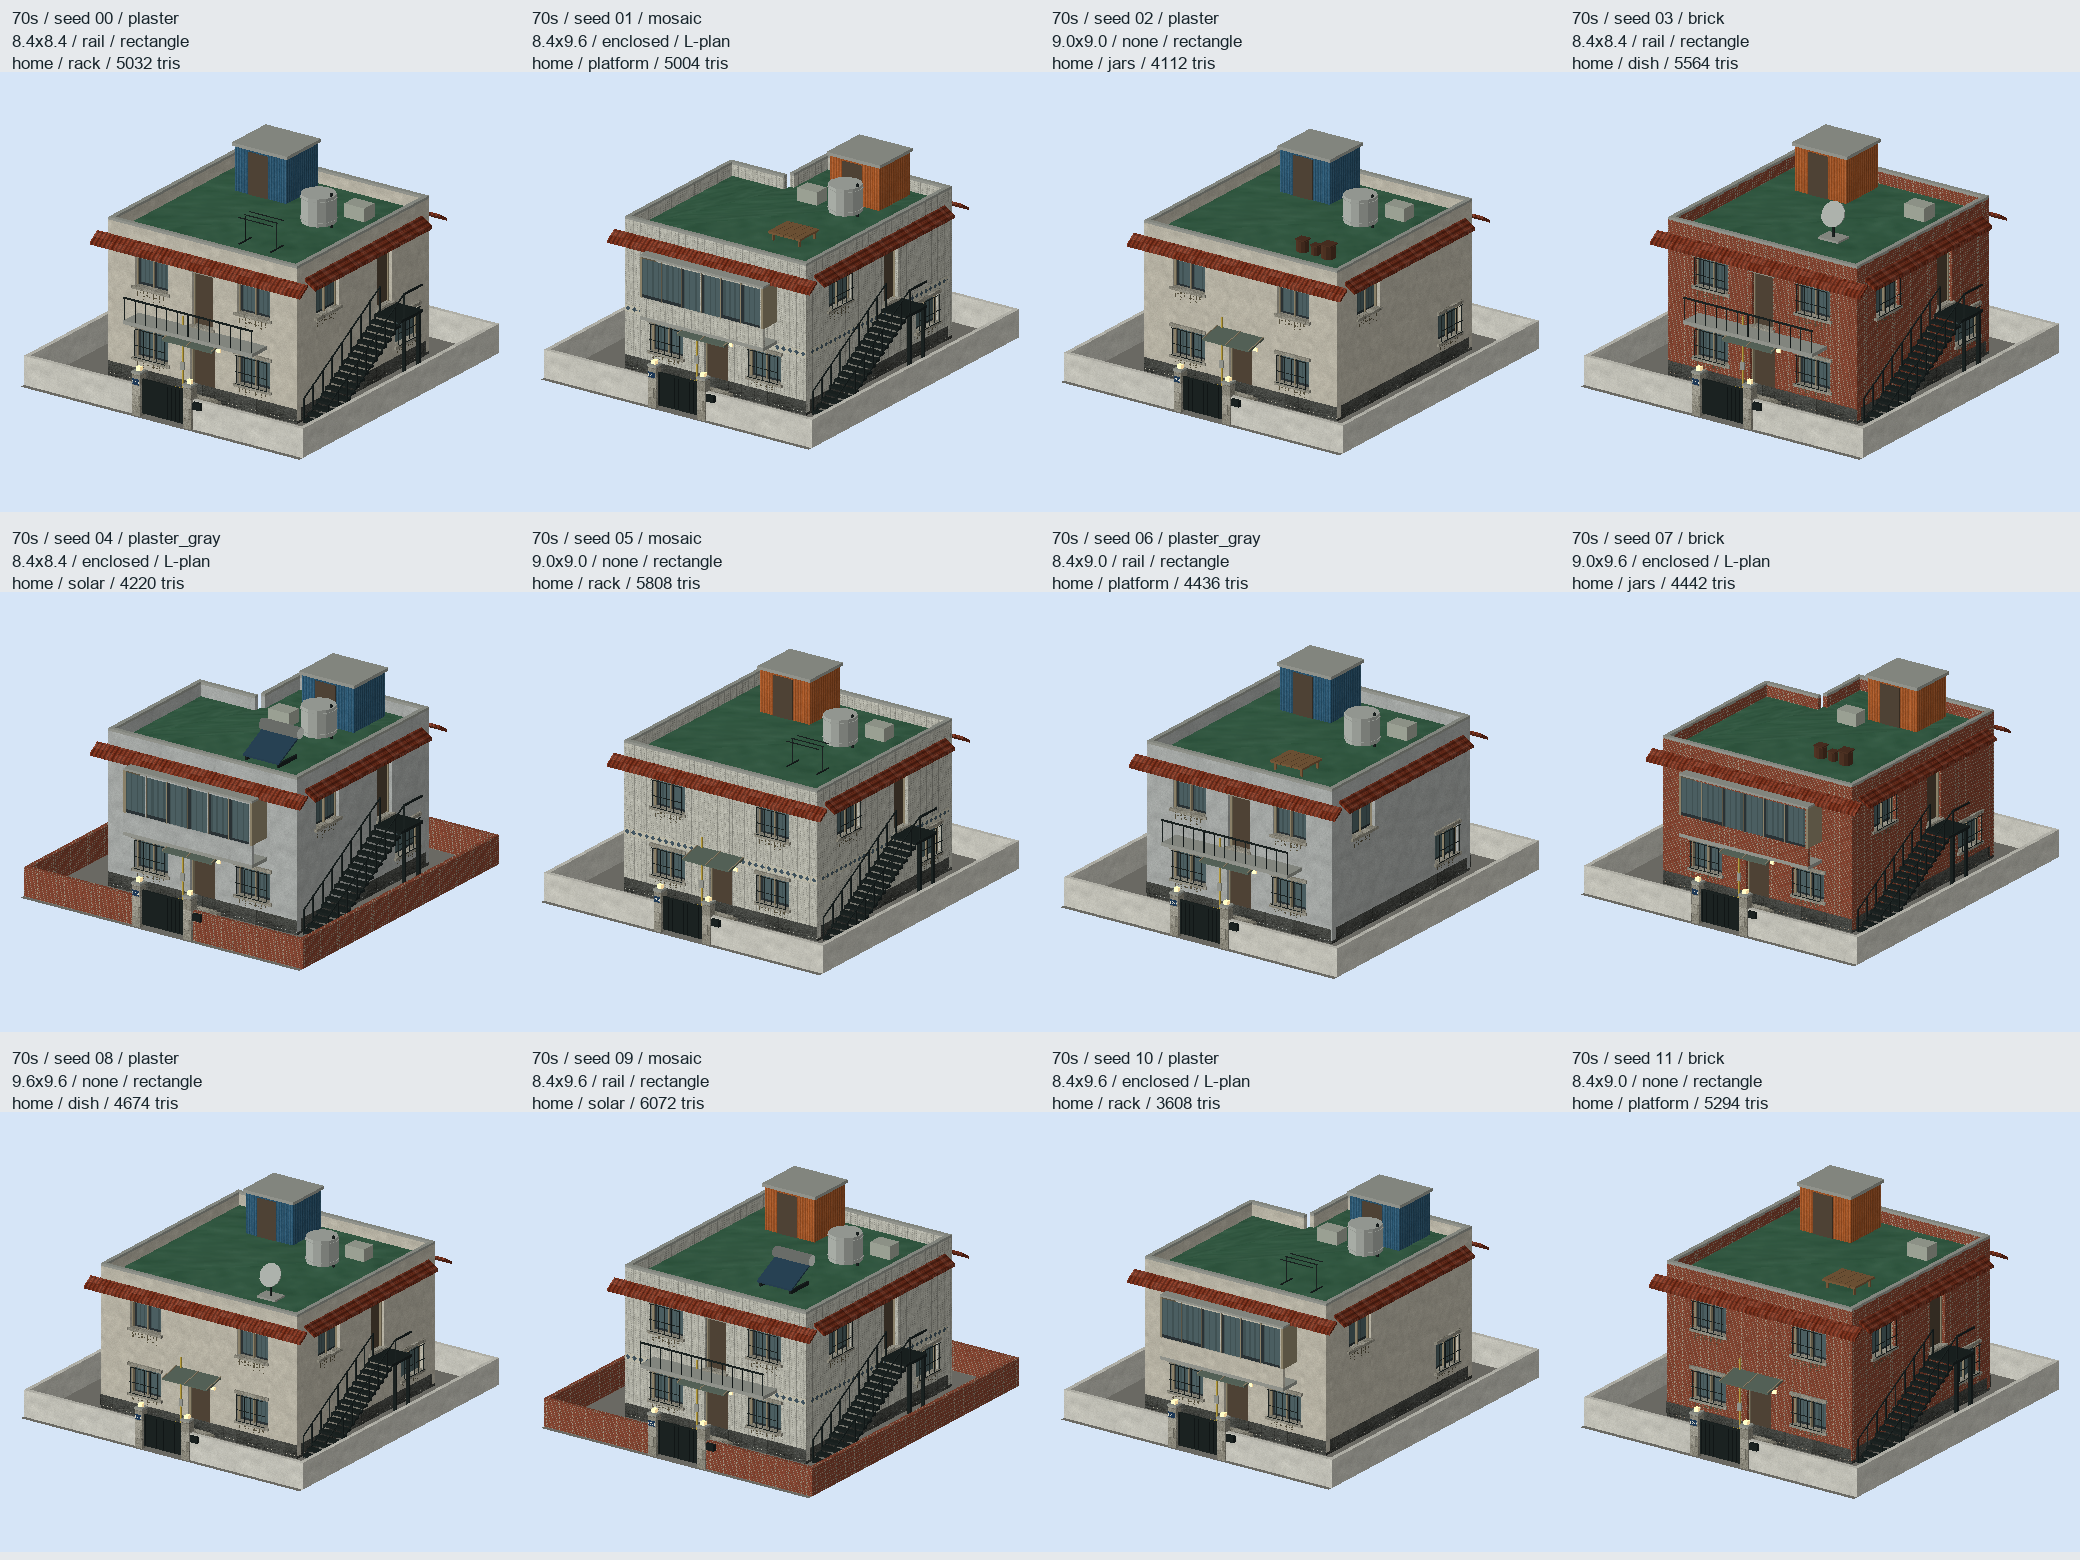 70s / seed 00 / plaster
8.4x8.4 / rail / rectangle
home / rack / 5032 tris
70s / seed 01 / mosaic
8.4x9.6 / enclosed / L-plan
home / platform / 5004 tris
70s / seed 02 / plaster
9.0x9.0 / none / rectangle
home / jars / 4112 tris
70s / seed 03 / brick
8.4x8.4 / rail / rectangle
home / dish / 5564 tris
70s / seed 04 / plaster_gray
8.4x8.4 / enclosed / L-plan
home / solar / 4220 tris
70s / seed 05 / mosaic
9.0x9.0 / none / rectangle
home / rack / 5808 tris
70s / seed 06 / plaster_gray
8.4x9.0 / rail / rectangle
home / platform / 4436 tris
70s / seed 07 / brick
9.0x9.6 / enclosed / L-plan
home / jars / 4442 tris
70s / seed 08 / plaster
9.6x9.6 / none / rectangle
home / dish / 4674 tris
70s / seed 09 / mosaic
8.4x9.6 / rail / rectangle
home / solar / 6072 tris
70s / seed 10 / plaster
8.4x9.6 / enclosed / L-plan
home / rack / 3608 tris
70s / seed 11 / brick
8.4x9.0 / none / rectangle
home / platform / 5294 tris